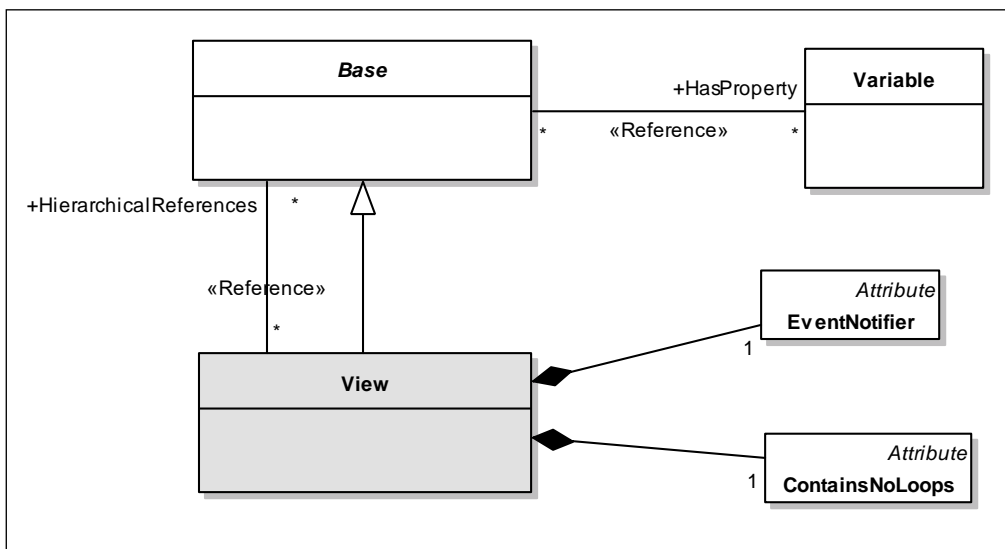 Base
Variable
+HasProperty
* «Reference» *
+HierarchicalReferences *
«Reference»
*
View
Attribute
EventNotifier
1
Attribute
ContainsNoLoops
1